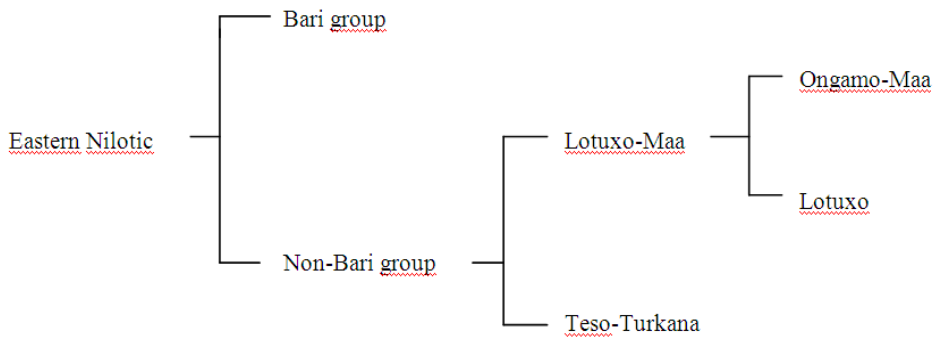 Bari group
Ongamo-Maa
Eastern Nilotic
Lotuxo-Maa
Lotuxo
Non-Bari group
Teso-Turkana